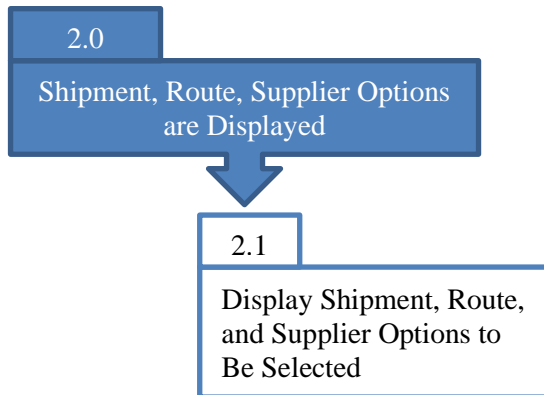 2.0
Shipment, Route, Supplier Options
are Displayed
2.1
Display Shipment, Route,
and Supplier Options to
Be Selected